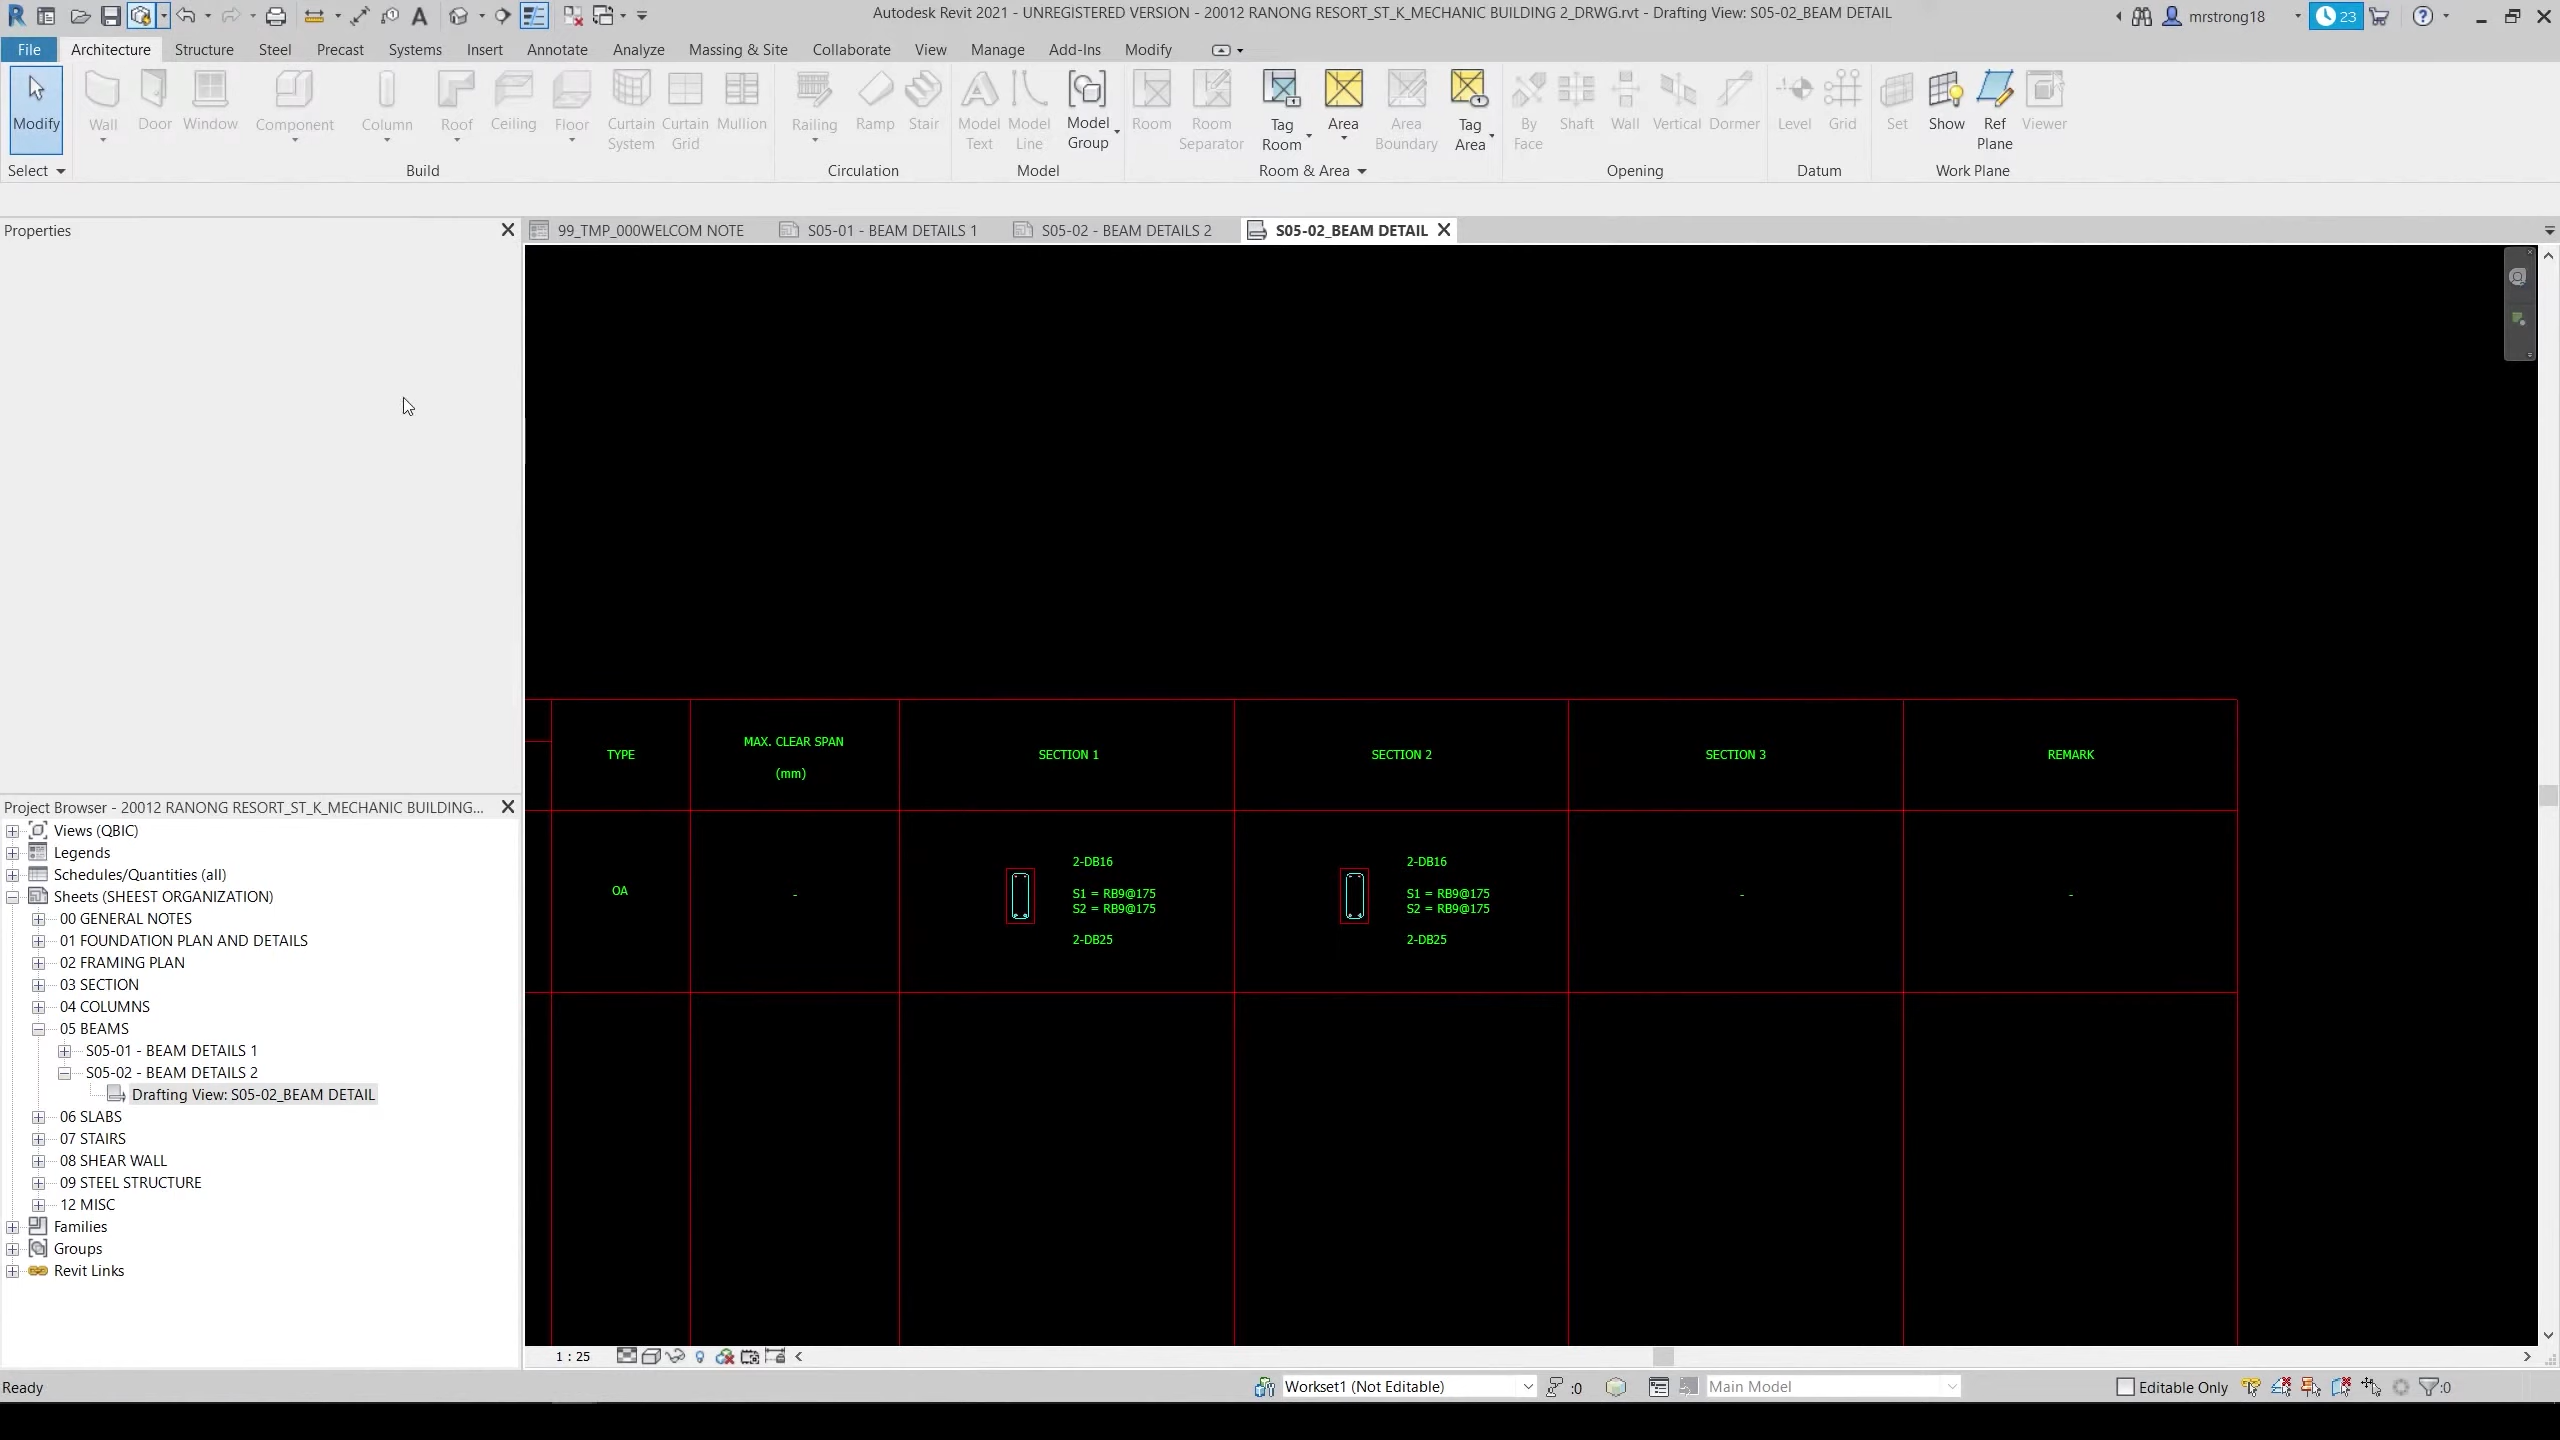 Autodesk Revit 2021 - UNREGISTERED VERSION - 20012 RANONG RESORT_ST_K_MECHANIC BUILDING 2_DRWG.rvt - Drafting View: S05-02_BEAM DETAIL
mrstrong18
23
File Architecture Structure Steel Precast Systems Insert Annotate Analyze Massing & Site Collaborate View Manage Add-Ins Modify
Modify Wall Door Window Component Column Roof Ceiling Floor Curtain System Curtain Grid Mullion Railing Ramp Stair Model Text Model Line Model Group Room Room Separator Tag Room Area Area Boundary Tag Area By Face Shaft Wall Vertical Dormer Level Grid Set Show Ref Plane Viewer
Select Build Circulation Model Room & Area Opening Datum Work Plane
Properties
99_TMP_000WELCOM NOTE S05-01 - BEAM DETAILS 1 S05-02 - BEAM DETAILS 2 S05-02_BEAM DETAIL
Project Browser - 20012 RANONG RESORT_ST_K_MECHANIC BUILDING...
Views (QBIC)
Legends
Schedules/Quantities (all)
Sheets (SHEEST ORGANIZATION)
00 GENERAL NOTES
01 FOUNDATION PLAN AND DETAILS
02 FRAMING PLAN
03 SECTION
04 COLUMNS
05 BEAMS
S05-01 - BEAM DETAILS 1
S05-02 - BEAM DETAILS 2
Drafting View: S05-02_BEAM DETAIL
06 SLABS
07 STAIRS
08 SHEAR WALL
09 STEEL STRUCTURE
12 MISC
Families
Groups
Revit Links
TYPE
MAX. CLEAR SPAN
(mm)
SECTION 1
SECTION 2
SECTION 3
REMARK
OA
-
2-DB16
S1 = RB9@175
S2 = RB9@175
2-DB25
2-DB16
S1 = RB9@175
S2 = RB9@175
2-DB25
-
-
1 : 25
Ready
Workset1 (Not Editable)
:0
Main Model
Editable Only
:0